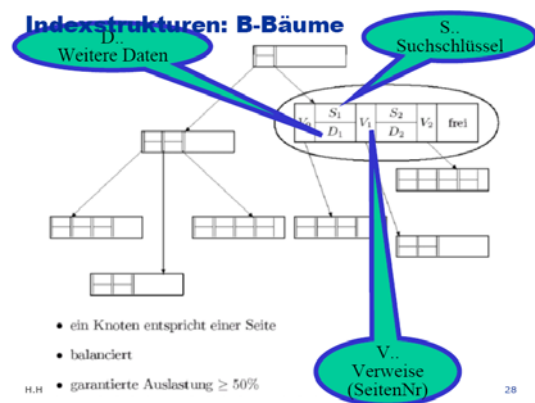 Indexstrukturen: B-Bäume
D..
Weitere Daten
S..
Suchschlüssel
V₀ S₁ V₁ S₂ V₂ frei
D₁ D₂
• ein Knoten entspricht einer Seite
• balanciert
• garantierte Auslastung ≥ 50%
V..
Verweise
(SeitenNr)
H.H
28